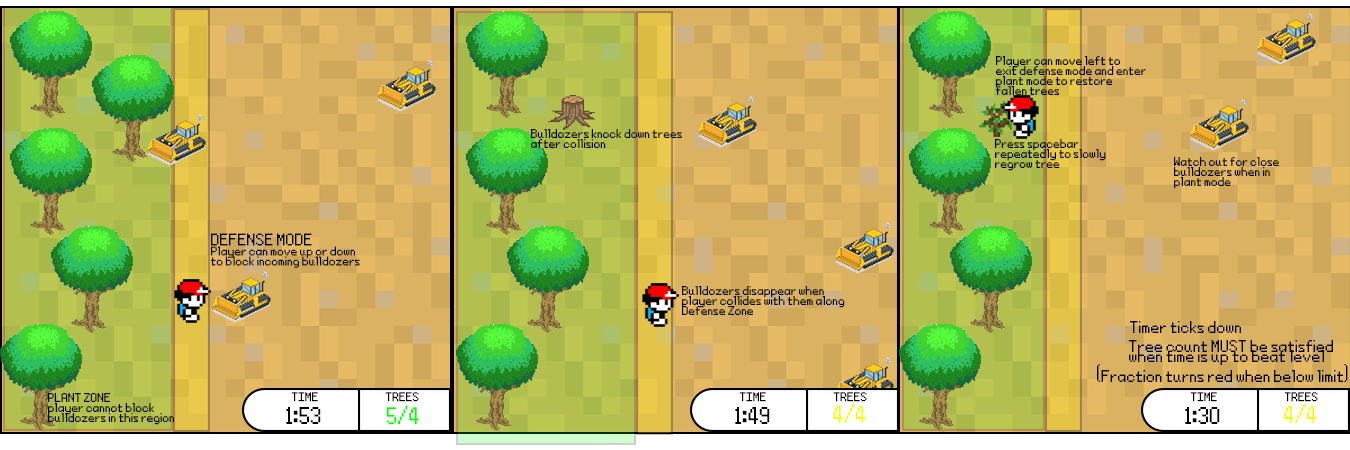 DEFENSE MODE
Player can move up or down
to block incoming bulldozers
PLANT ZONE
player cannot block
bulldozers in this region
TIME
1:53
TREES
5/4
Bulldozers knock down trees
after collision
Bulldozers disappear when
player collides with them along
Defense Zone
TIME
1:49
TREES
4/4
Player can move left to
exit defense mode and enter
plant mode to restore
fallen trees
Press spacebar
repeatedly to slowly
regrow tree
Watch out for close
bulldozers when in
plant mode
Timer ticks down
Tree count MUST be satisfied
when time is up to beat level
(Fraction turns red when below limit)
TIME
1:30
TREES
4/4